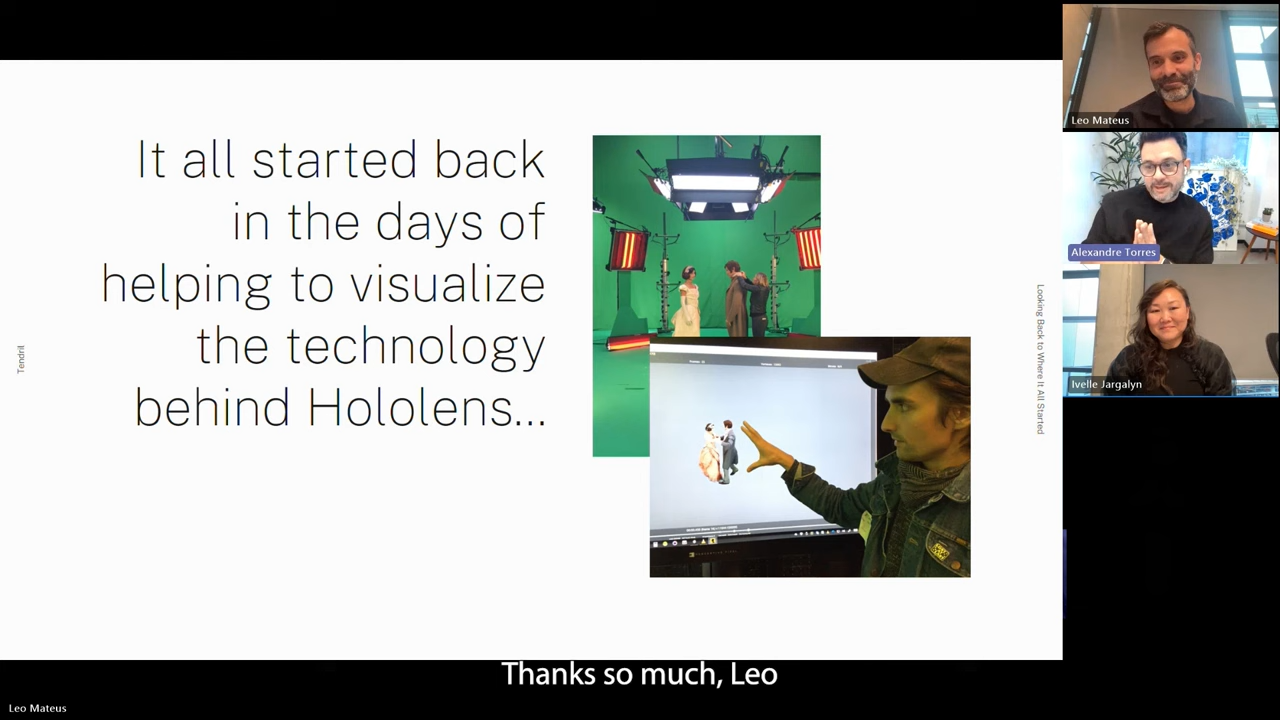 It all started back
in the days of
helping to visualize
the technology
behind Hololens...
Tendril
Looking Back to Where It All Started
Leo Mateus
Alexandre Torres
Ivelle Jargalyn
Thanks so much, Leo
Leo Mateus